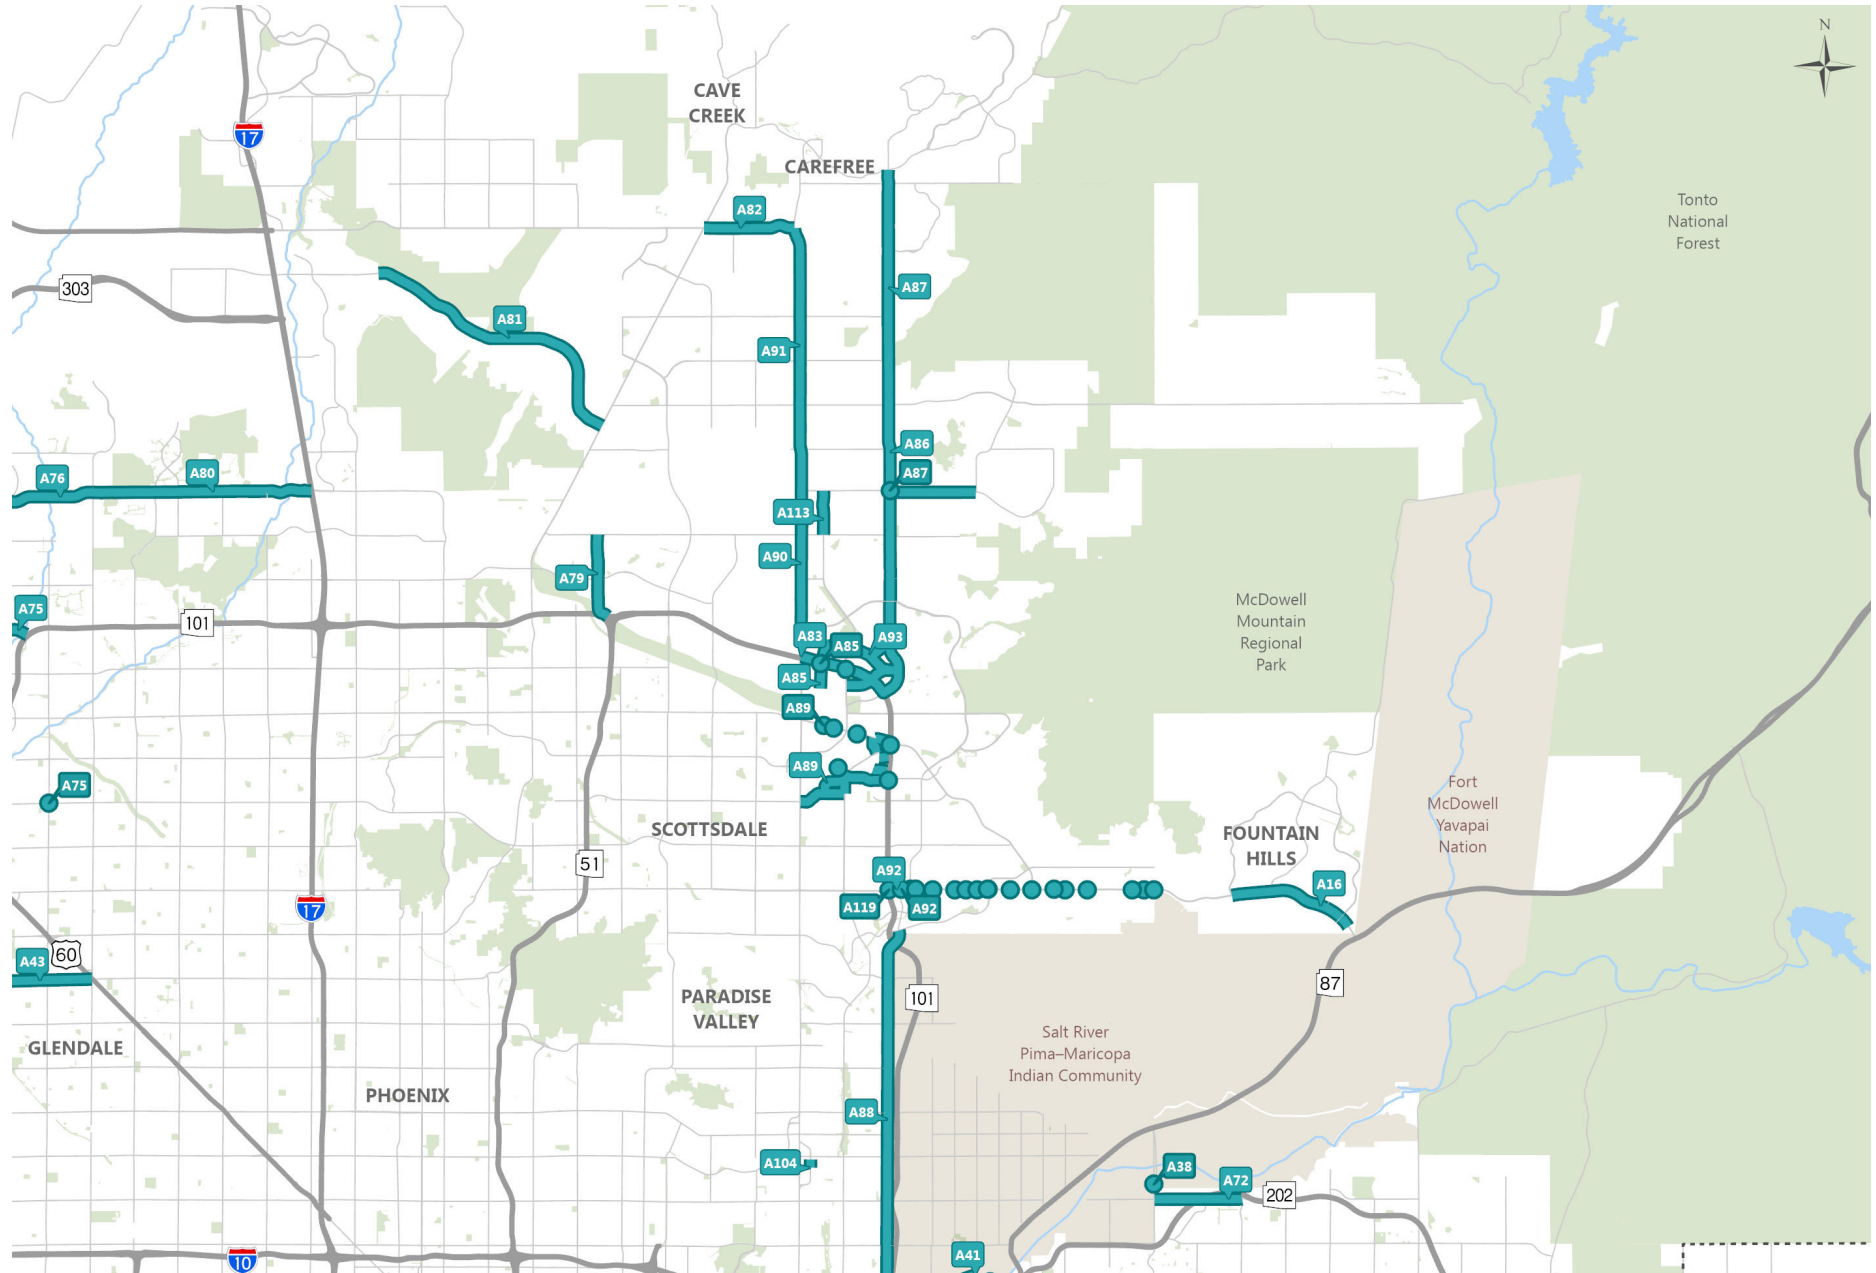 N
CAVE
CREEK
17
CAREFREE
A82
Tonto
National
Forest
303
A87
A81
A91
A86
A87
A76
A80
A113
A90
A79
A75
101
McDowell
Mountain
Regional
Park
A83
A85
A93
A85
A89
A89
A75
Fort
McDowell
Yavapai
Nation
SCOTTSDALE
FOUNTAIN
HILLS
51
A92
A16
17
A119
A92
60
A43
87
101
PARADISE
VALLEY
Salt River
Pima–Maricopa
Indian Community
GLENDALE
PHOENIX
A88
A104
A38
A72
202
A41
10